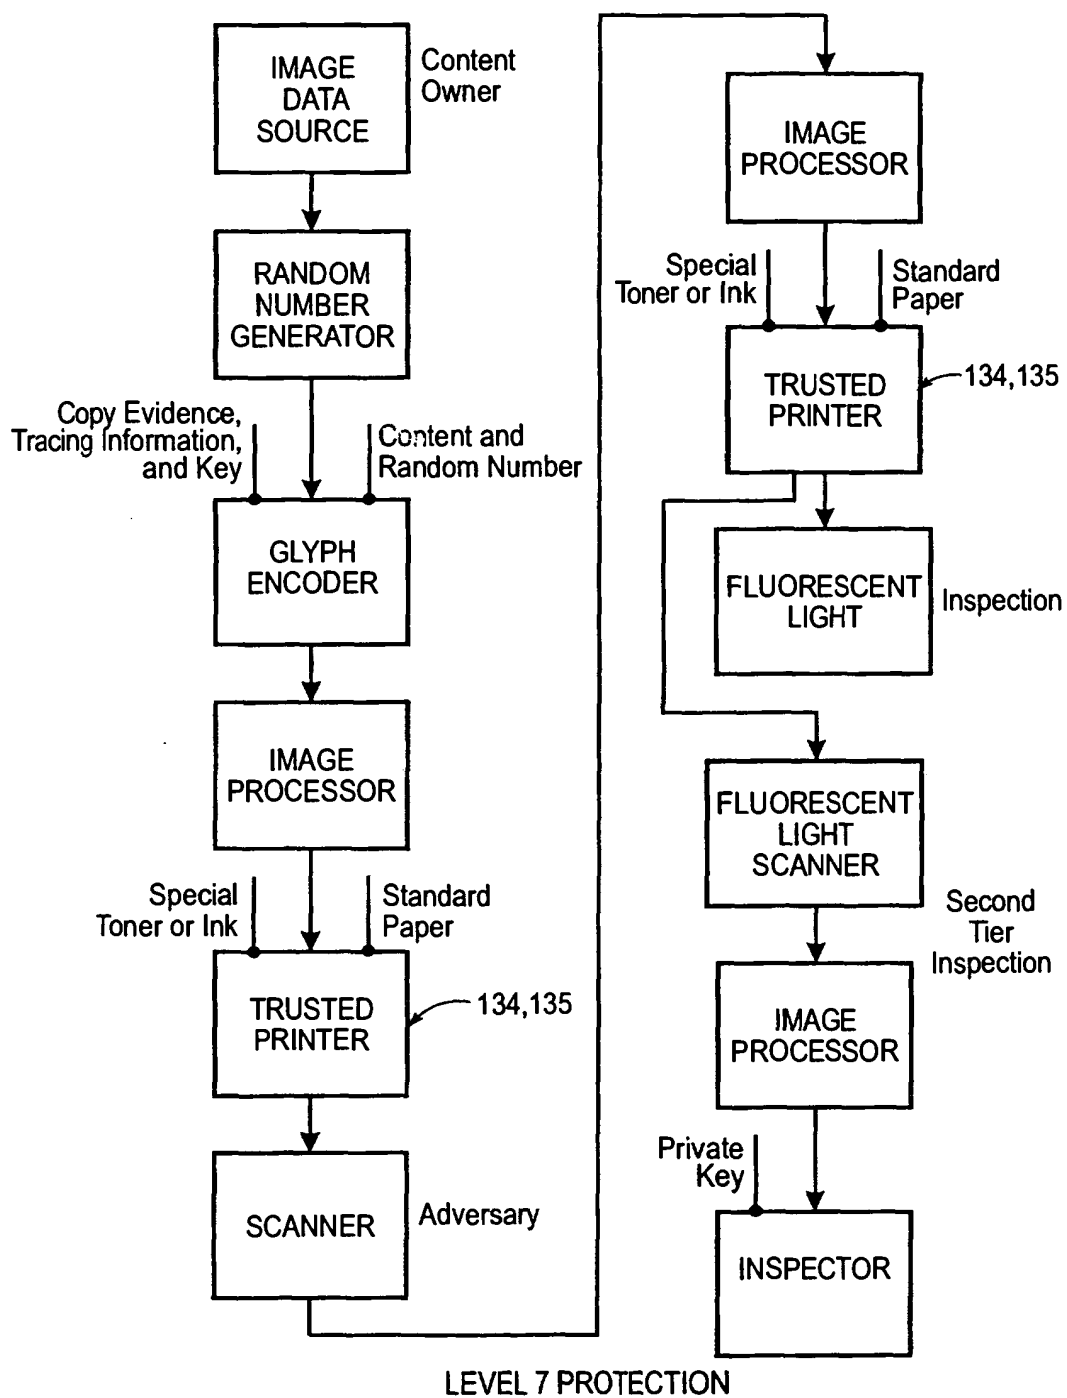 IMAGE
DATA
SOURCE
Content
Owner
RANDOM
NUMBER
GENERATOR
Copy Evidence,
Tracing Information,
and Key
Content and
Random Number
GLYPH
ENCODER
IMAGE
PROCESSOR
Special
Toner or Ink
Standard
Paper
TRUSTED
PRINTER
134,135
SCANNER
Adversary
IMAGE
PROCESSOR
Special
Toner or Ink
Standard
Paper
TRUSTED
PRINTER
134,135
FLUORESCENT
LIGHT
Inspection
FLUORESCENT
LIGHT
SCANNER
Second
Tier
Inspection
IMAGE
PROCESSOR
Private
Key
INSPECTOR
LEVEL 7 PROTECTION